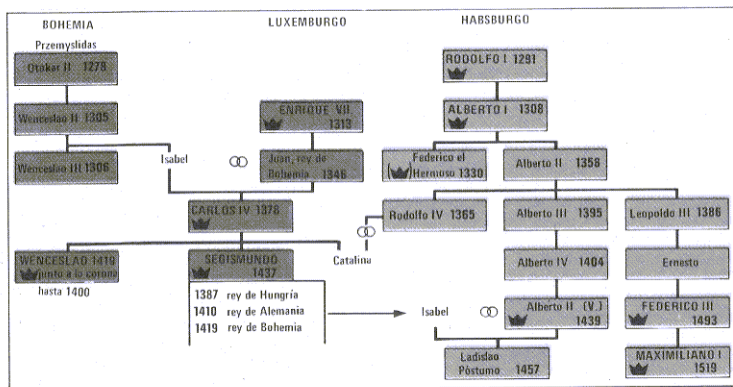 BOHEMIA
LUXEMBURGO
HABSBURGO
Przemyslidas
Otokar II 1278
RODOLFO I 1291
Wenceslao II 1305
ENRIQUE VII
1313
ALBERTO I 1308
Wenceslao III 1306
Isabel
Juan, rey de
Bohemia 1346
Federico el
Hermoso 1330
Alberto II 1358
CARLOS IV 1378
Rodolfo IV 1365
Alberto III 1395
Leopoldo III 1386
WENCESLAO 1419
junto a la corona
hasta 1400
SEGISMUNDO
1437
Catalina
Alberto IV 1404
Ernesto
1387 rey de Hungría
1410 rey de Alemania
1419 rey de Bohemia
Isabel
Alberto II (V.)
1439
FEDERICO III
1493
Ladislao
Póstumo 1457
MAXIMILIANO I
1519